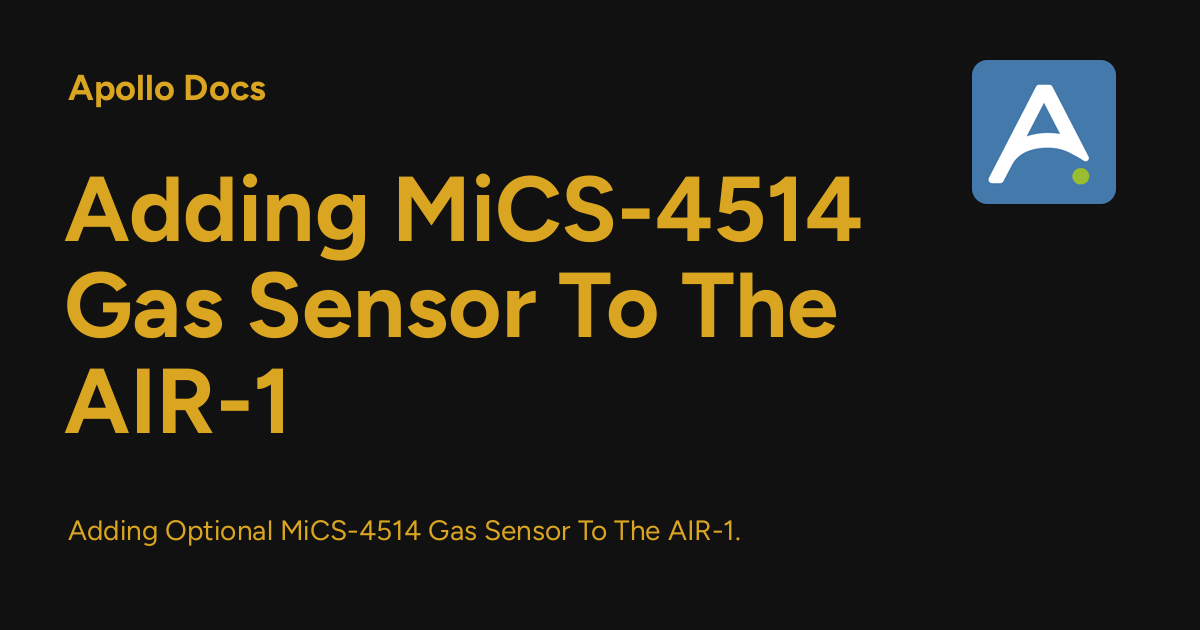 Apollo Docs
Adding MiCS-4514
Gas Sensor To The
AIR-1
Adding Optional MiCS-4514 Gas Sensor To The AIR-1.